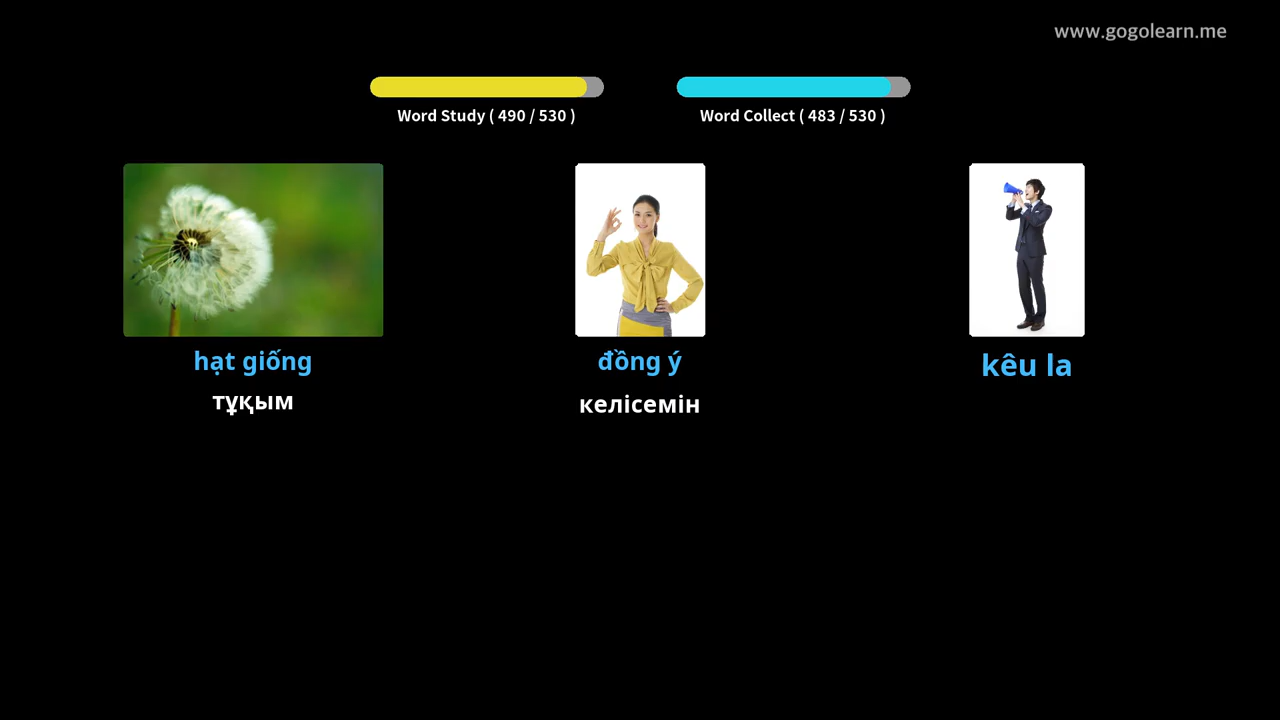 www.gogolearn.me
Word Study ( 490 / 530 )
Word Collect ( 483 / 530 )
hạt giống
тұқым
đồng ý
келісемін
kêu la